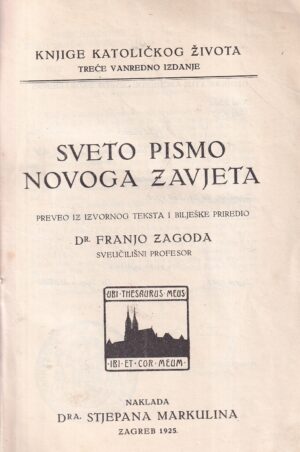 KNJIGE KATOLIČKOG ŽIVOTA
TREĆE VANREDNO IZDANJE
SVETO PISMO
NOVOGA ZAVJETA
PREVEO IZ IZVORNOG TEKSTA I BILJEŠKE PRIREDIO
DR. FRANJO ZAGODA
SVEUČILIŠNI PROFESOR
UBI·THESAURUS·MEUS
·IBI·ET·COR·MEUM·
NAKLADA
DRA. STJEPANA MARKULINA
ZAGREB 1925.